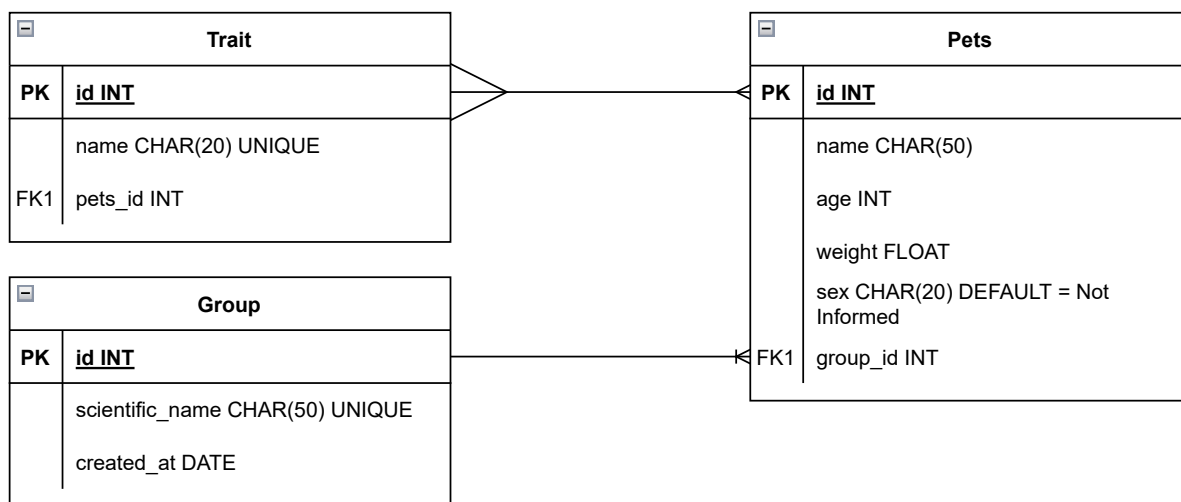 Trait
PK id INT
name CHAR(20) UNIQUE
FK1 pets_id INT
Group
PK id INT
scientific_name CHAR(50) UNIQUE
created_at DATE
Pets
PK id INT
name CHAR(50)
age INT
weight FLOAT
sex CHAR(20) DEFAULT = Not
Informed
FK1 group_id INT